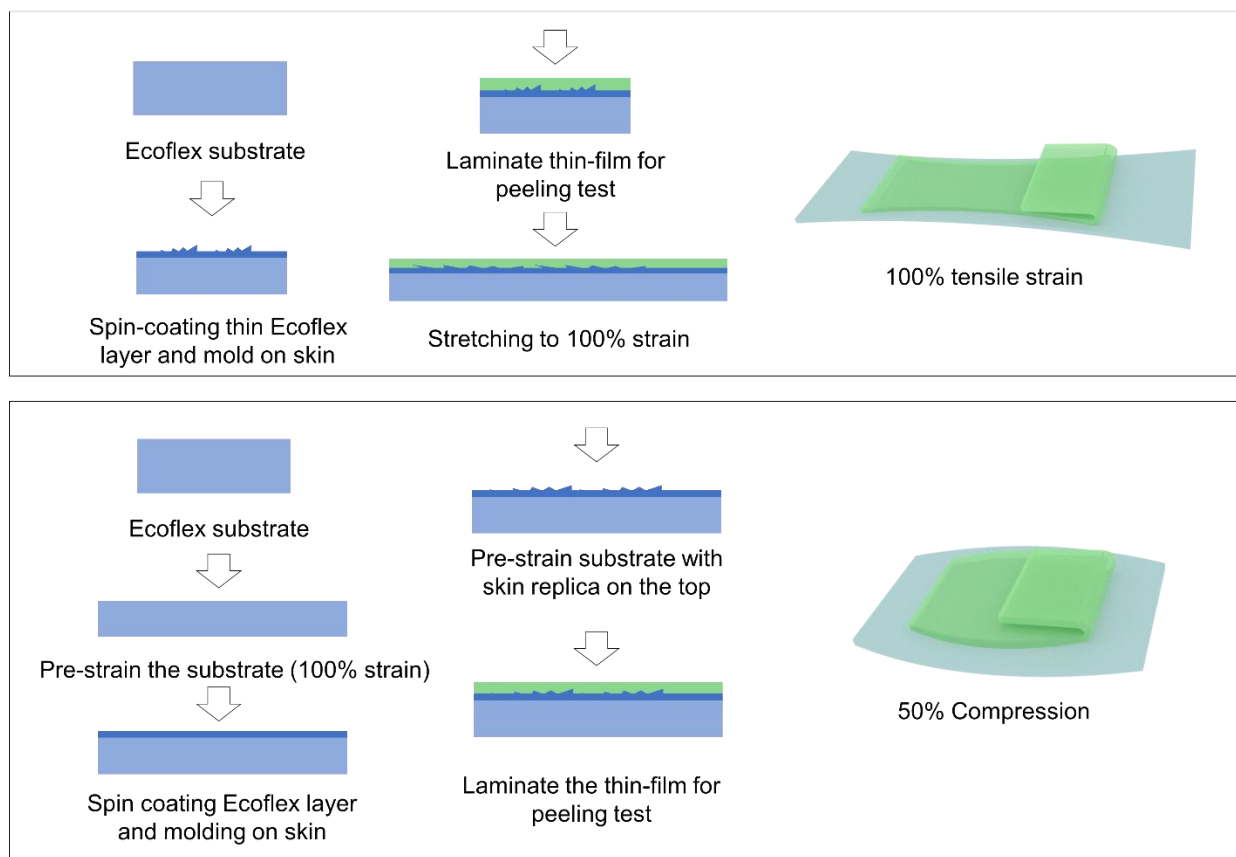 Ecoflex substrate
Spin-coating thin Ecoflex
layer and mold on skin
Laminate thin-film for
peeling test
Stretching to 100% strain
100% tensile strain
Ecoflex substrate
Pre-strain the substrate (100% strain)
Spin coating Ecoflex layer
and molding on skin
Pre-strain substrate with
skin replica on the top
Laminate the thin-film for
peeling test
50% Compression